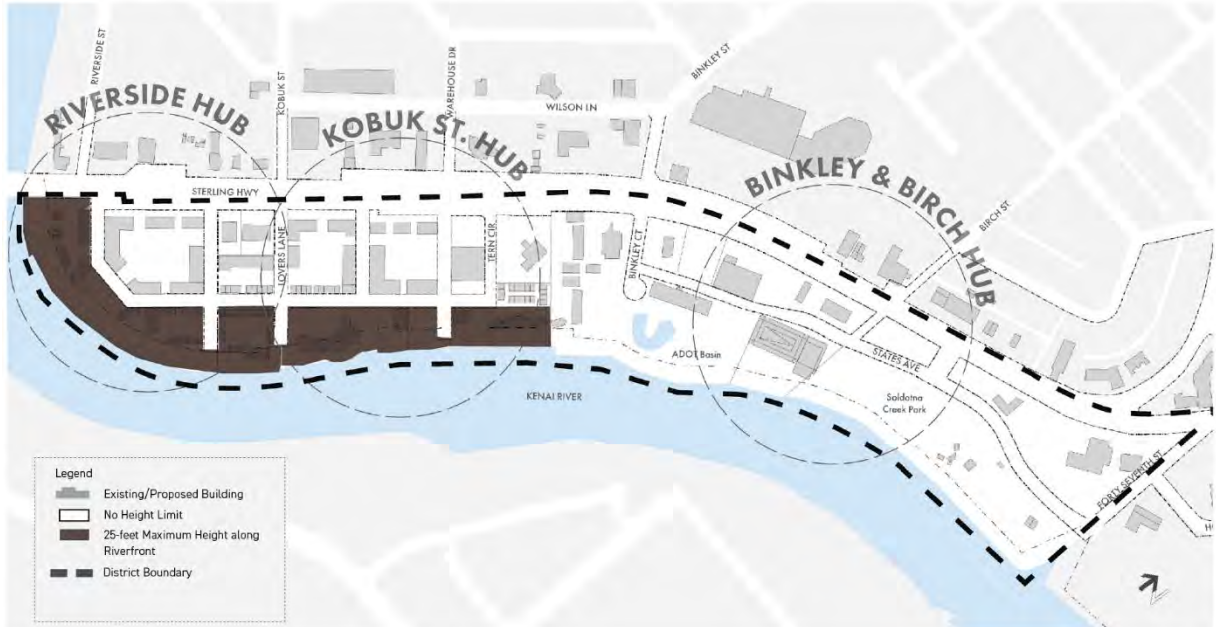 RIVERSIDE ST
KOBUK ST
WAREHOUSE DR
BINKLEY ST
WILSON LN
RIVERSIDE HUB
KOBUK ST. HUB
BINKLEY & BIRCH HUB
BIRCH ST
STERLING HWY
LOVERS LANE
TERN CIR
BINKLEY CT
ADOT Basin
STATES AVE
KENAI RIVER
Soldotna
Creek Park
FORTY SEVENTH ST
Legend
Existing/Proposed Building
No Height Limit
25-feet Maximum Height along
Riverfront
District Boundary
N